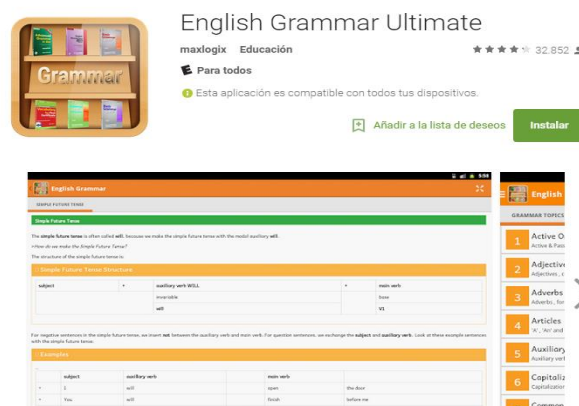 English Grammar Ultimate
maxlogix Educación
32.852
Para todos
Esta aplicación es compatible con todos tus dispositivos.
Añadir a la lista de deseos
Instalar
Grammar
5:08
English Grammar
SIMPLE FUTURE TENSE
Simple Future Tense
The simple future tense is often called will, because we make the simple future tense with the modal auxiliary will.
How do we make the Simple Future Tense?
The structure of the simple future tense is:
Simple Future Tense Structure
subject + auxiliary verb WILL + main verb
invariable base
will V1
For negative sentences in the simple future tense, we insert not between the auxiliary verb and main verb. For question sentences, we exchange the subject and auxiliary verb. Look at these example sentences
with the simple future tense.
Examples
subject auxiliary verb main verb
+ I will open the door
+ You will finish before me
English
GRAMMAR TOPICS
1 Active O
Active & Pass
2 Adjective
Adjectives , c
3 Adverbs
Adverbs , for
4 Articles
'A' , 'An' and
5 Auxiliary
Auxiliary verl
6 Copitaliz
Capitalization
Common